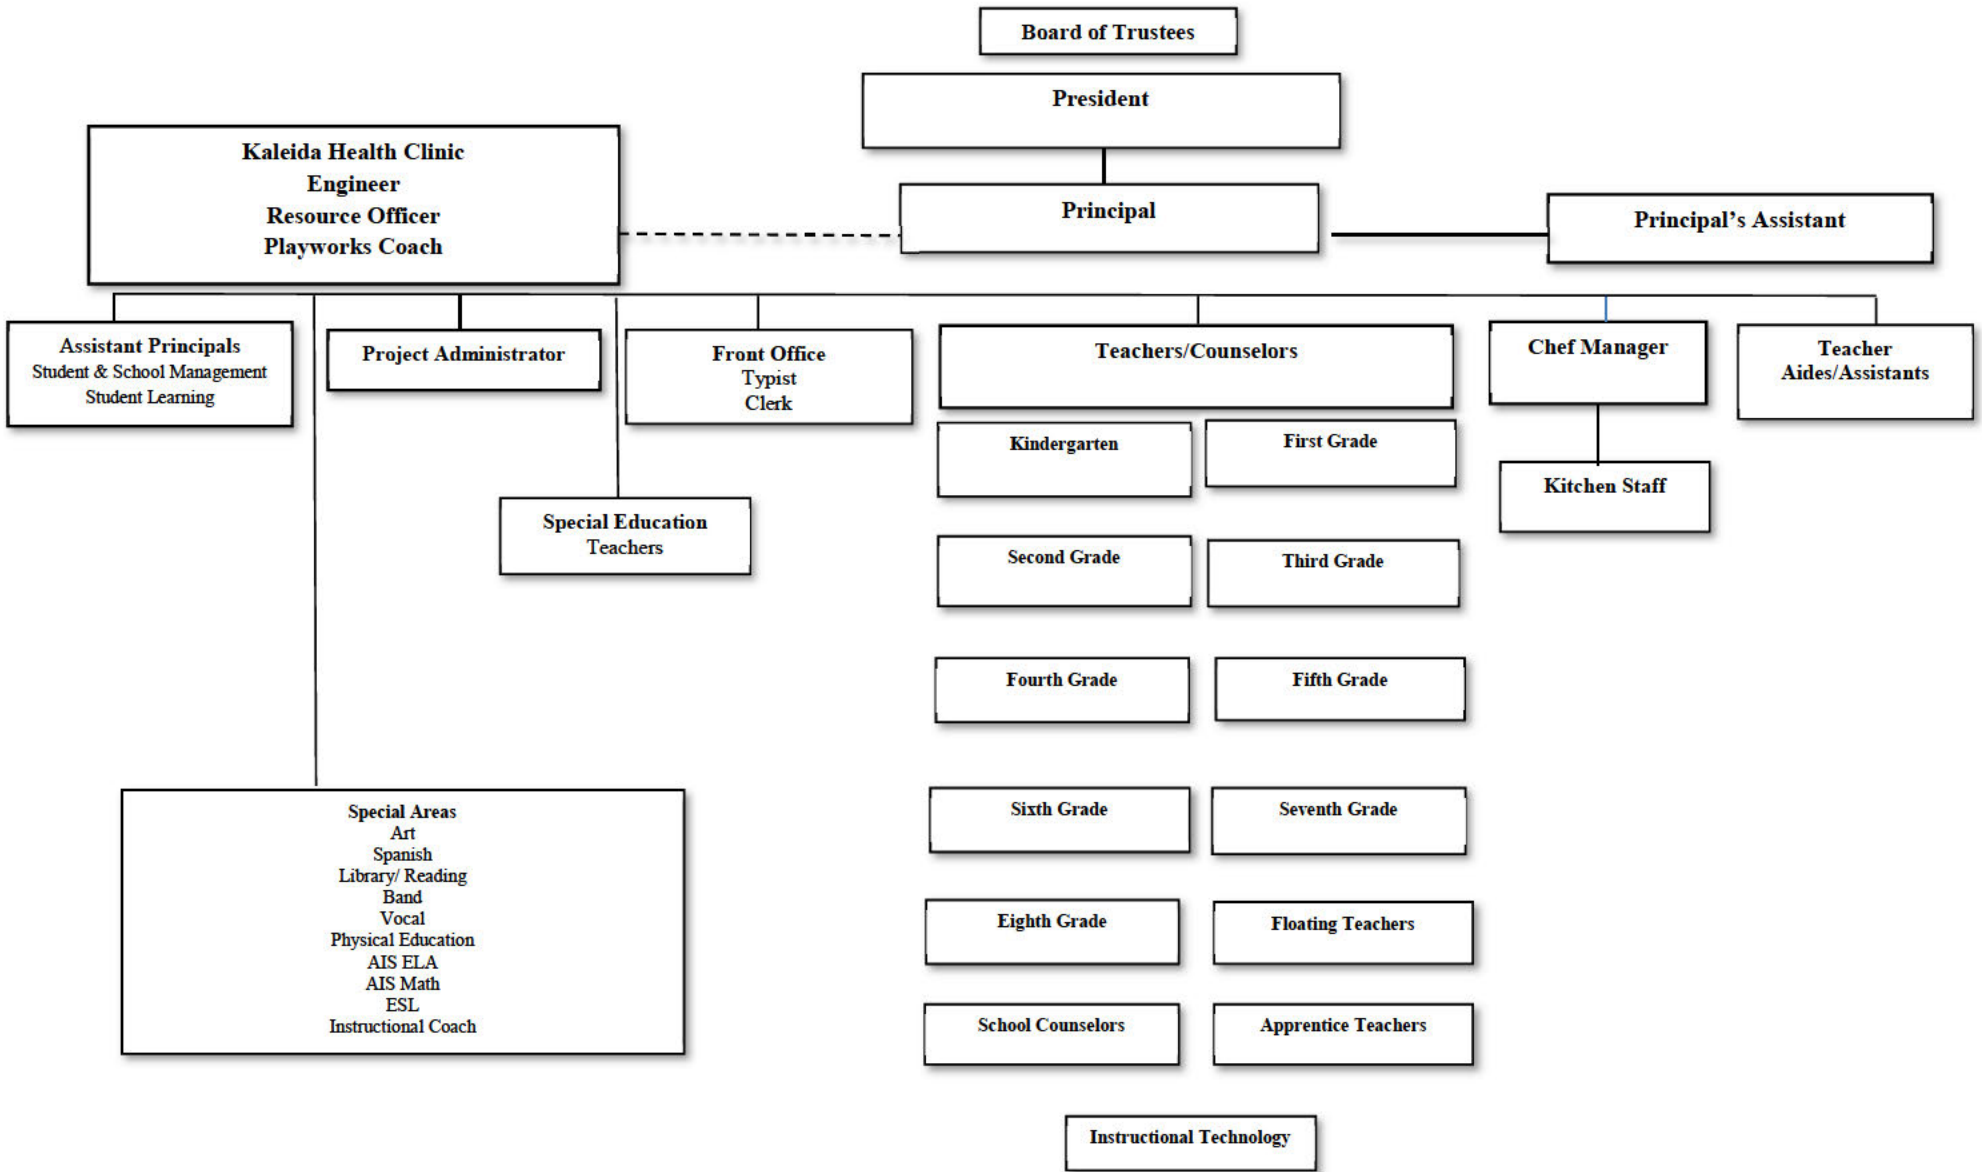 Board of Trustees
President
Kaleida Health Clinic
Engineer
Resource Officer
Playworks Coach
Principal
Principal’s Assistant
Assistant Principals
Student & School Management
Student Learning
Project Administrator
Front Office
Typist
Clerk
Teachers/Counselors
Chef Manager
Teacher
Aides/Assistants
Kindergarten
First Grade
Kitchen Staff
Special Education
Teachers
Second Grade
Third Grade
Fourth Grade
Fifth Grade
Special Areas
Art
Spanish
Library/ Reading
Band
Vocal
Physical Education
AIS ELA
AIS Math
ESL
Instructional Coach
Sixth Grade
Seventh Grade
Eighth Grade
Floating Teachers
School Counselors
Apprentice Teachers
Instructional Technology